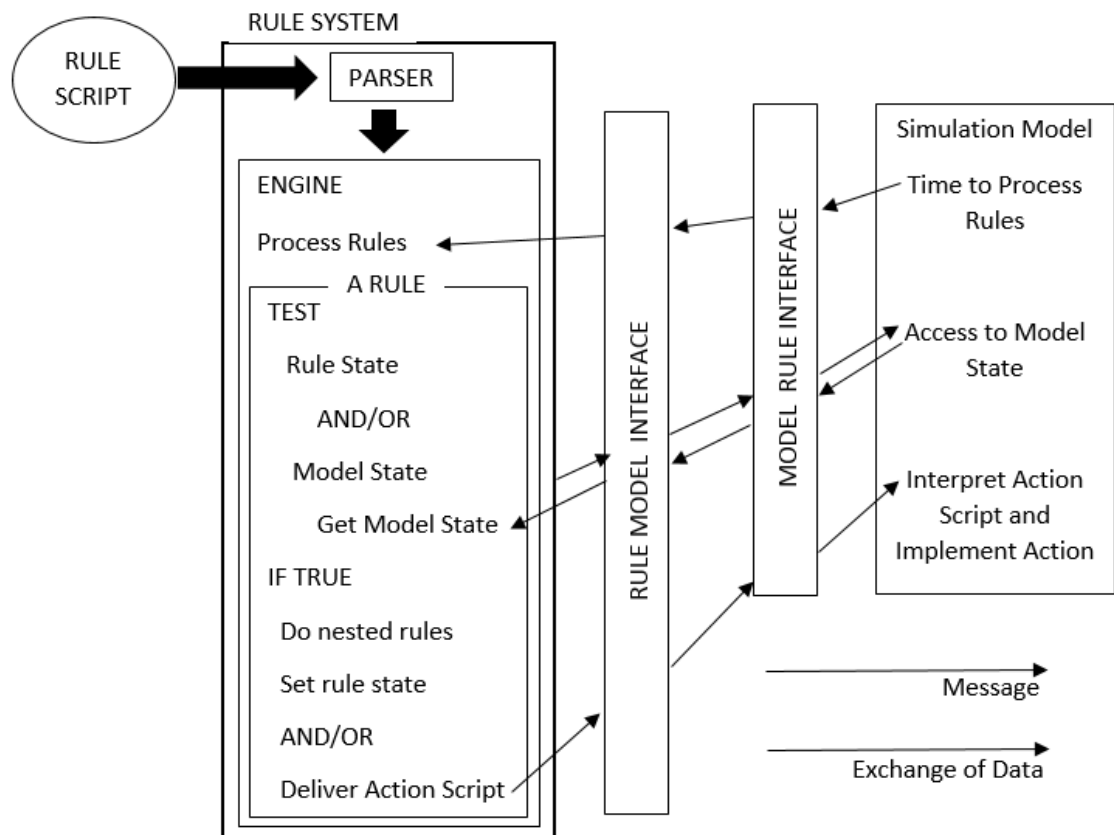 RULE SYSTEM
RULE
SCRIPT
PARSER
ENGINE
Process Rules
A RULE
TEST
Rule State
AND/OR
Model State
Get Model State
IF TRUE
Do nested rules
Set rule state
AND/OR
Deliver Action Script
RULE MODEL INTERFACE
MODEL RULE INTERFACE
Simulation Model
Time to Process
Rules
Access to Model
State
Interpret Action
Script and
Implement Action
Message
Exchange of Data